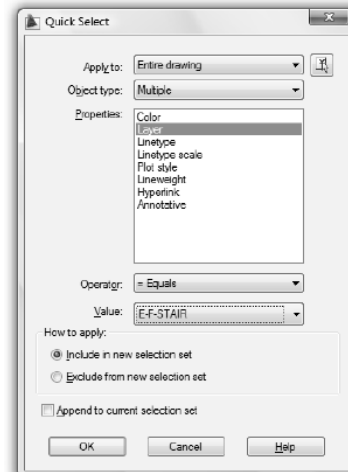 Quick Select
Apply to: Entire drawing
Object type: Multiple
Properties: Color
Layer
Linetype
Linetype scale
Plot style
Lineweight
Hyperlink
Annotative
Operator: = Equals
Value: E-F-STAIR
How to apply:
Include in new selection set
Exclude from new selection set
Append to current selection set
OK Cancel Help